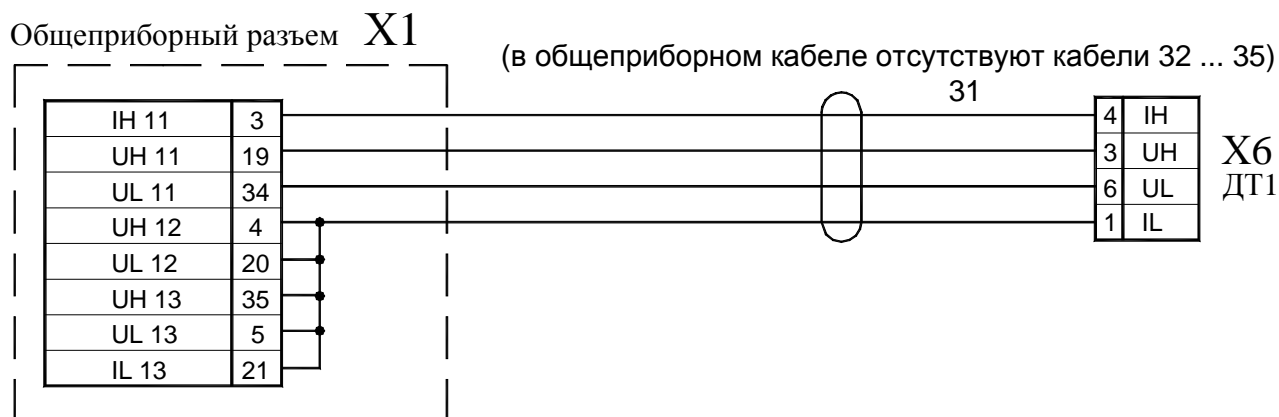 Общеприборный разъем X1
(в общеприборном кабеле отсутствуют кабели 32 ... 35)
31
IH 11 3
UH 11 19
UL 11 34
UH 12 4
UL 12 20
UH 13 35
UL 13 5
IL 13 21
4 IH
3 UH
6 UL
1 IL
X6
ДТ1